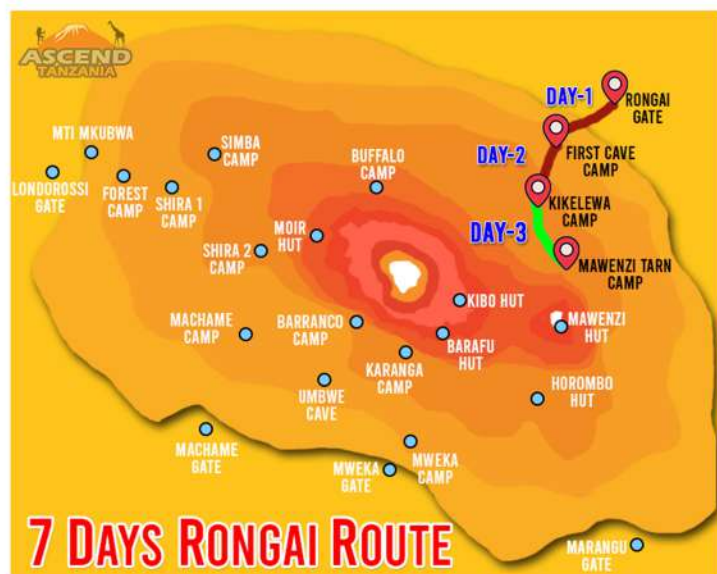 ASCEND
TANZANIA
DAY-1
RONGAI
GATE
MTI MKUBWA
SIMBA
CAMP
DAY-2
FIRST CAVE
CAMP
LONDOROSSI
GATE
FOREST
CAMP
SHIRA 1
CAMP
BUFFALO
CAMP
KIKELEWA
CAMP
MOIR
HUT
DAY-3
SHIRA 2
CAMP
MAWENZI TARN
CAMP
KIBO HUT
MACHAME
CAMP
BARRANCO
CAMP
BARAFU
HUT
MAWENZI
HUT
KARANGA
CAMP
UMBWE
CAVE
HOROMBO
HUT
MACHAME
GATE
MWEKA
GATE
MWEKA
CAMP
7 DAYS RONGAI ROUTE
MARANGU
GATE